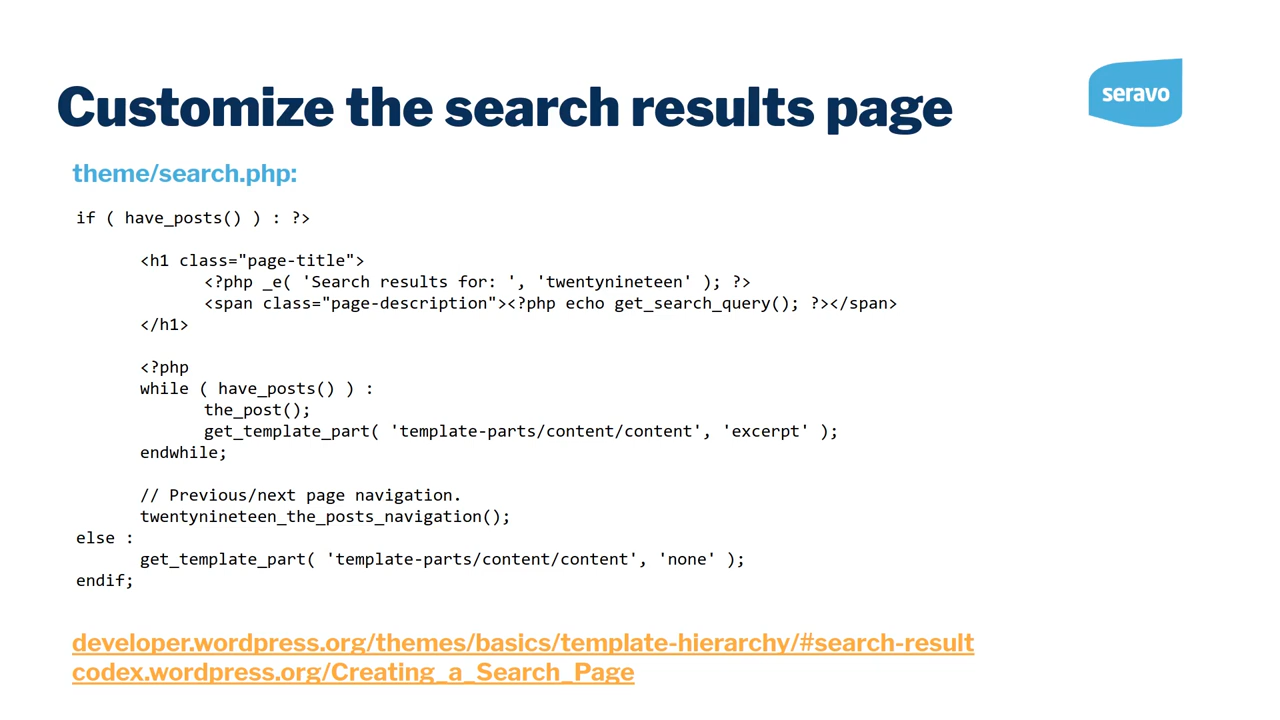 Customize the search results page
seravo
theme/search.php:
if ( have_posts() ) : ?>
<h1 class="page-title">
<?php _e( 'Search results for: ', 'twentynineteen' ); ?>
<span class="page-description"><?php echo get_search_query(); ?></span>
</h1>
<?php
while ( have_posts() ) :
the_post();
get_template_part( 'template-parts/content/content', 'excerpt' );
endwhile;
// Previous/next page navigation.
twentynineteen_the_posts_navigation();
else :
get_template_part( 'template-parts/content/content', 'none' );
endif;
developer.wordpress.org/themes/basics/template-hierarchy/#search-result
codex.wordpress.org/Creating_a_Search_Page